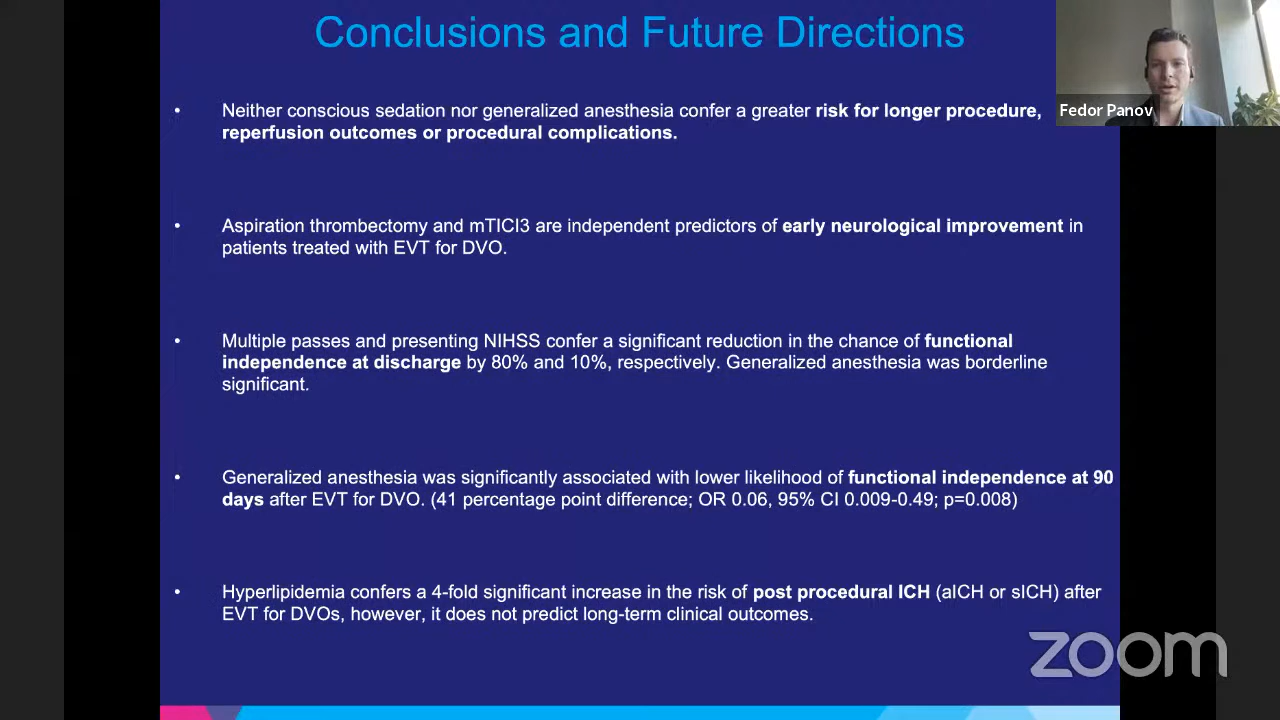 Conclusions and Future Directions
Fedor Panov
• Neither conscious sedation nor generalized anesthesia confer a greater risk for longer procedure,
reperfusion outcomes or procedural complications.
• Aspiration thrombectomy and mTICI3 are independent predictors of early neurological improvement in
patients treated with EVT for DVO.
• Multiple passes and presenting NIHSS confer a significant reduction in the chance of functional
independence at discharge by 80% and 10%, respectively. Generalized anesthesia was borderline
significant.
• Generalized anesthesia was significantly associated with lower likelihood of functional independence at 90
days after EVT for DVO. (41 percentage point difference; OR 0.06, 95% CI 0.009-0.49; p=0.008)
• Hyperlipidemia confers a 4-fold significant increase in the risk of post procedural ICH (aICH or sICH) after
EVT for DVOs, however, it does not predict long-term clinical outcomes.
zoom